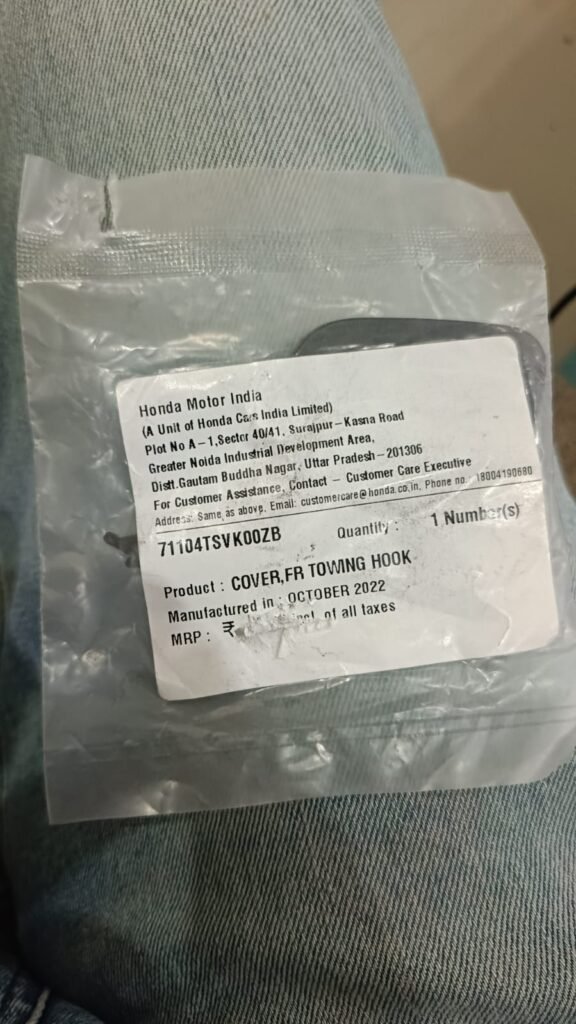 Honda Motor India
(A Unit of Honda Cars India Limited)
Plot No A-1,Sector 40/41, Surajpur-Kasna Road
Greater Noida Industrial Development Area,
Distt.Gautam Buddha Nagar, Uttar Pradesh-201306
For Customer Assistance, Contact - Customer Care Executive
Address: Same as above, Email: customercare@honda.co.in, Phone no. 18004190680
71104TSVK00ZB Quantity : 1 Number(s)
Product : COVER,FR TOWING HOOK
Manufactured in : OCTOBER 2022
MRP : ₹ of all taxes